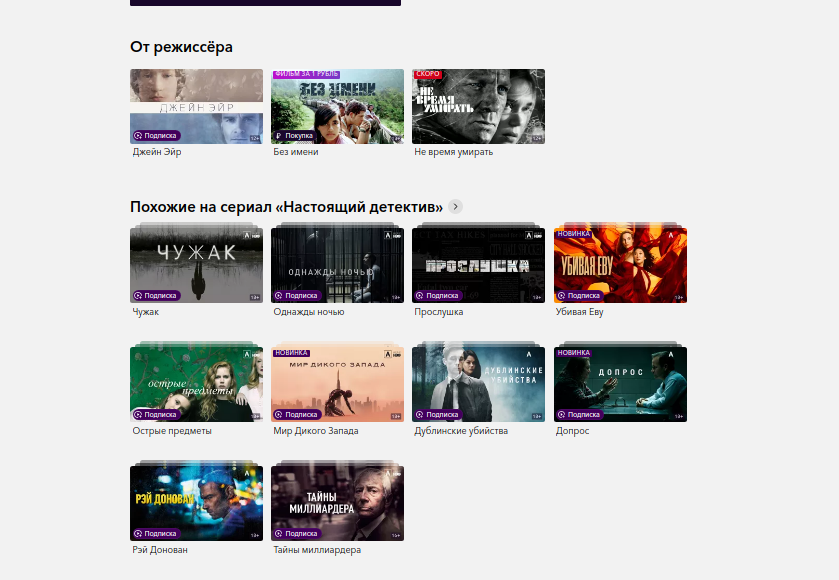 От режиссёра
ДЖЕЙН ЭЙР
Подписка
12+
Джейн Эйр
ФИЛЬМ ЗА 1 РУБЛЬ
БЕЗ ИМЕНИ
Покупка
Без имени
СКОРО
НЕ
ВРЕМЯ
УМИРАТЬ
12+
Не время умирать
Похожие на сериал «Настоящий детектив»
ЧУЖАК
Подписка
18+
Чужак
ОДНАЖДЫ НОЧЬЮ
Подписка
18+
Однажды ночью
ПРОСЛУШКА
Подписка
18+
Прослушка
НОВИНКА
УБИВАЯ ЕВУ
Подписка
18+
Убивая Еву
острые
предметы
Подписка
18+
Острые предметы
НОВИНКА
МИР ДИКОГО ЗАПАДА
Подписка
18+
Мир Дикого Запада
ДУБЛИНСКИЕ
УБИЙСТВА
Подписка
18+
Дублинские убийства
НОВИНКА
ДОПРОС
Подписка
18+
Допрос
РЭЙ ДОНОВАН
Подписка
18+
Рэй Донован
ТАЙНЫ
МИЛЛИАРДЕРА
Подписка
16+
Тайны миллиардера